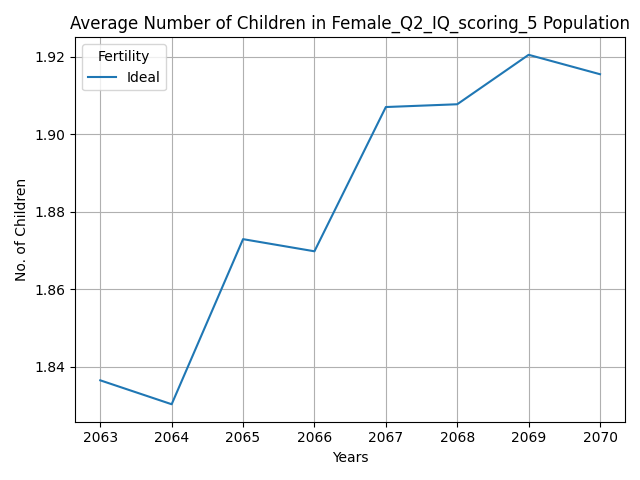 Average Number of Children in Female_Q2_IQ_scoring_5 Population
Fertility
Ideal
No. of Children
1.92
1.90
1.88
1.86
1.84
2063 2064 2065 2066 2067 2068 2069 2070
Years